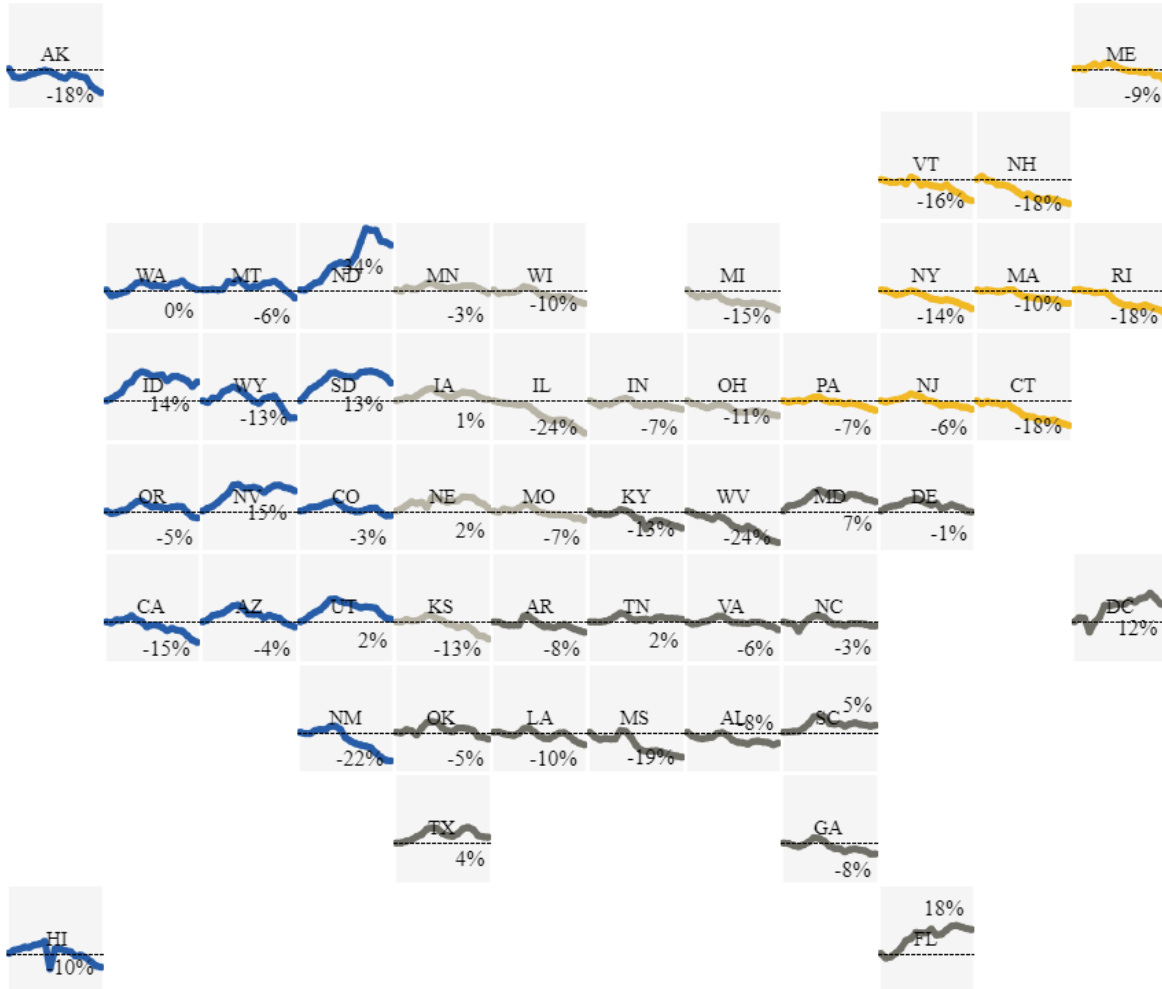 AK
-18%
ME
-9%
VT
-16%
NH
-18%
WA
0%
MT
-6%
ND
34%
MN
-3%
WI
-10%
MI
-15%
NY
-14%
MA
-10%
RI
-18%
ID
14%
WY
-13%
SD
13%
IA
1%
IL
-24%
IN
-7%
OH
-11%
PA
-7%
NJ
-6%
CT
-18%
OR
-5%
NV
15%
CO
-3%
NE
2%
MO
-7%
KY
-13%
WV
-24%
MD
7%
DE
-1%
CA
-15%
AZ
-4%
UT
2%
KS
-13%
AR
-8%
TN
2%
VA
-6%
NC
-3%
DC
12%
NM
-22%
OK
-5%
LA
-10%
MS
-19%
AL
-8%
SC
5%
TX
4%
GA
-8%
HI
-10%
FL
18%